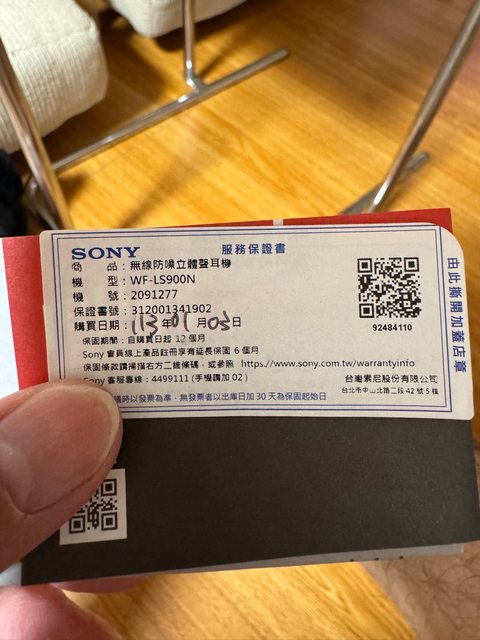 SONY
服務保證書
商 品：無線防噪立體聲耳機
機 型：WF-LS900N
機 號：2091277
保證書號：312001341902
購買日期：113年01月03日
保固期間：自購買日起 12 個月
Sony 會員線上產品註冊享有延長保固 6 個月
保固條款請掃描右方二維條碼，或參照 https://www.sony.com.tw/warrantyinfo
Sony 客服專線：4499111 (手機請加 02)
請以發票為準，無發票者以出庫日加 30 天為保固起始日
92484110
台灣索尼股份有限公司
台北市中山北路二段 42 號 5 樓
由此撕開加蓋店章